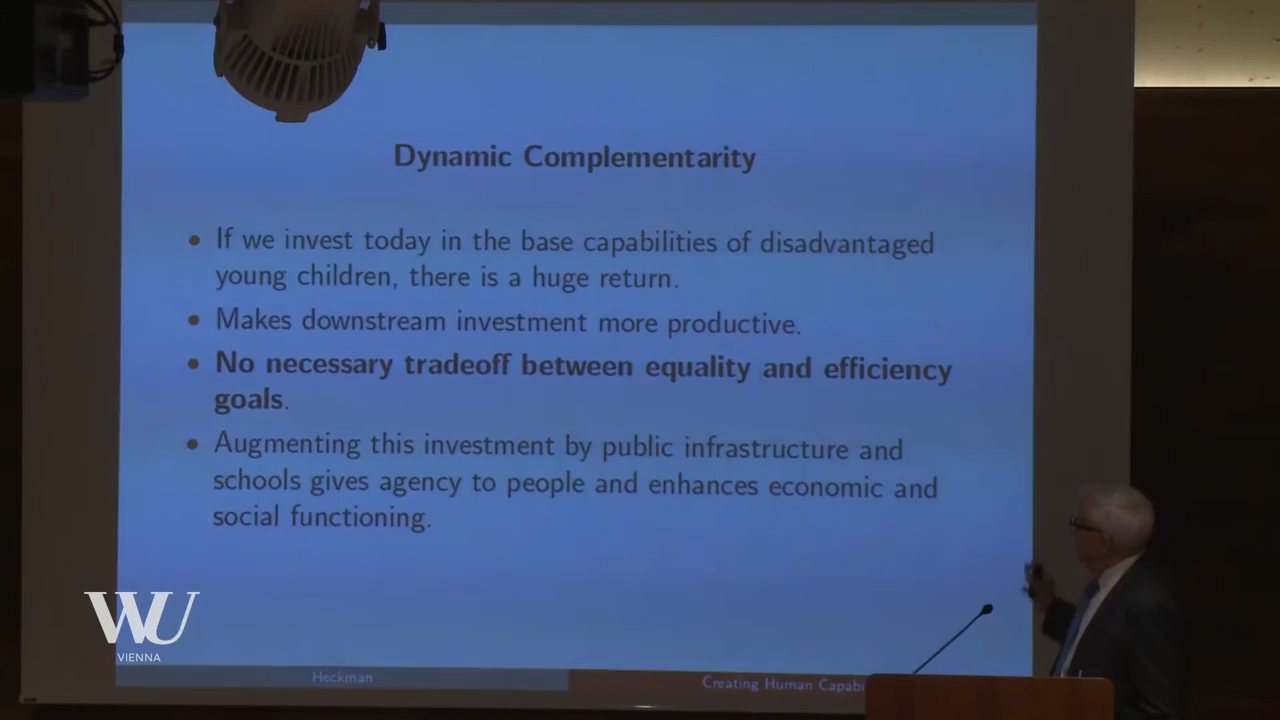 Dynamic Complementarity
If we invest today in the base capabilities of disadvantaged
young children, there is a huge return.
Makes downstream investment more productive.
No necessary tradeoff between equality and efficiency
goals.
Augmenting this investment by public infrastructure and
schools gives agency to people and enhances economic and
social functioning.
WU
VIENNA
Heckman
Creating Human